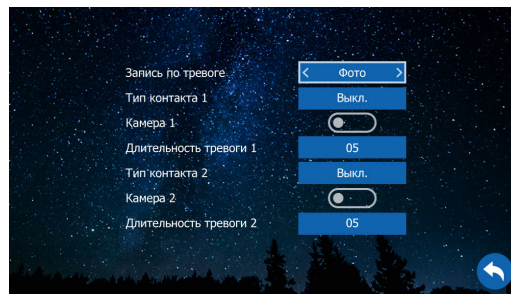 Запись по тревоге < Фото >
Тип контакта 1 Выкл.
Камера 1
Длительность тревоги 1 05
Тип контакта 2 Выкл.
Камера 2
Длительность тревоги 2 05